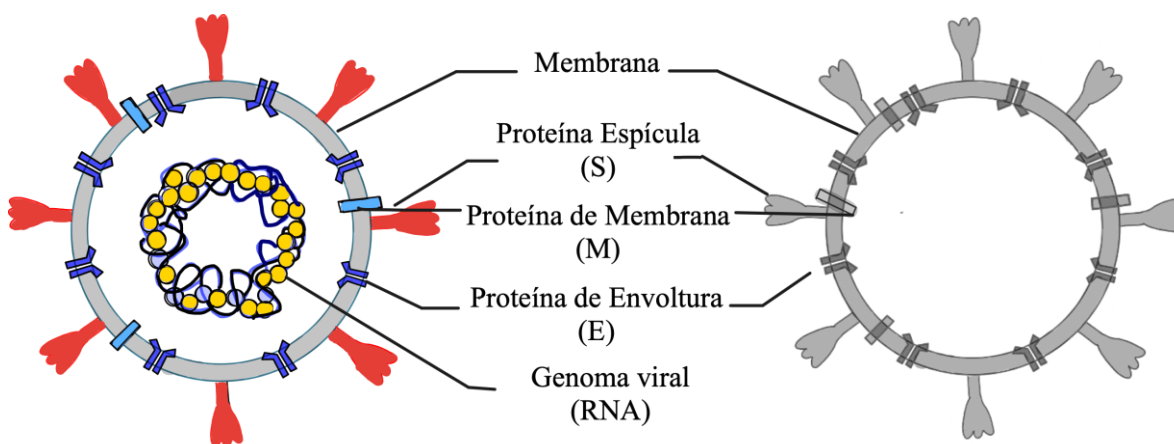 Membrana
Proteína Espícula
(S)
Proteína de Membrana
(M)
Proteína de Envoltura
(E)
Genoma viral
(RNA)